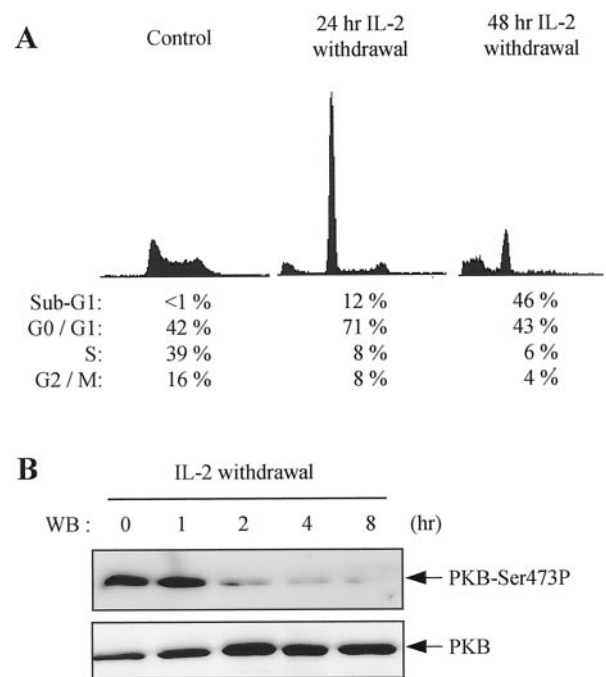 A
Control
24 hr IL-2
withdrawal
48 hr IL-2
withdrawal
Sub-G1: <1 % 12 % 46 %
G0 / G1: 42 % 71 % 43 %
S: 39 % 8 % 6 %
G2 / M: 16 % 8 % 4 %
B
IL-2 withdrawal
WB : 0 1 2 4 8 (hr)
PKB-Ser473P
PKB